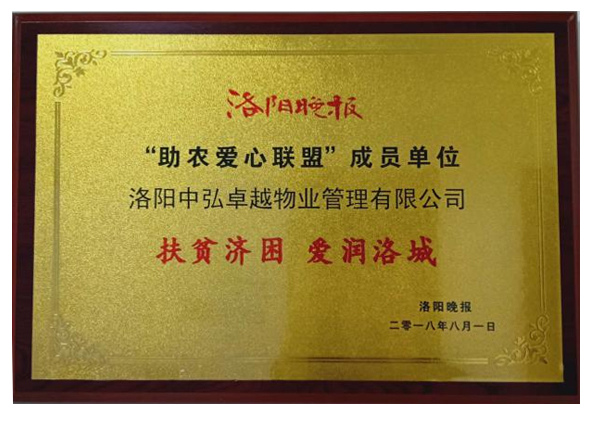 洛阳晚报
“助农爱心联盟”成员单位
洛阳中弘卓越物业管理有限公司
扶贫济困 爱润洛城
洛阳晚报
二零一八年八月一日